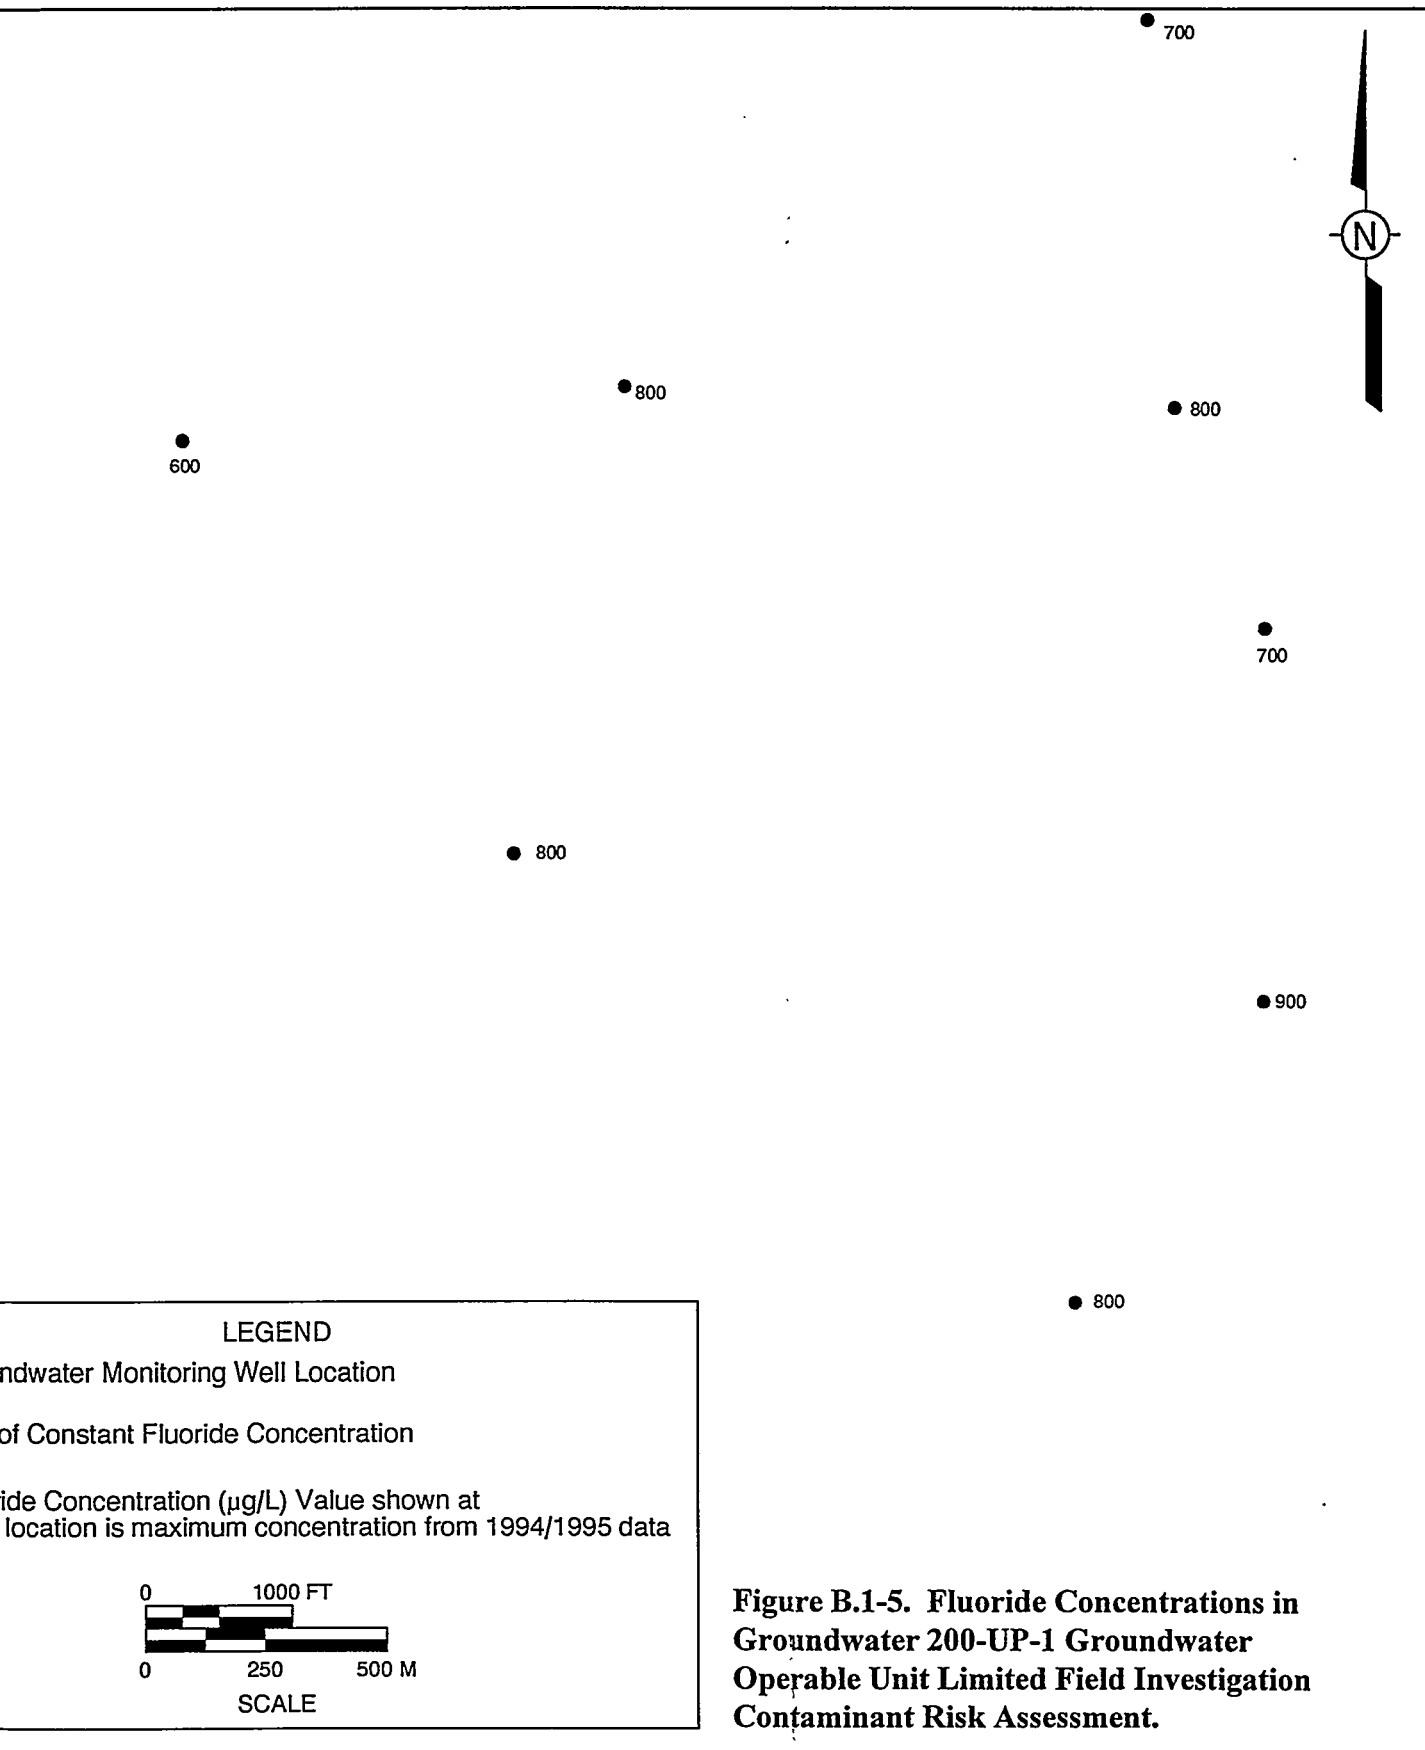 700
N
800
800
600
700
800
900
800
LEGEND
ndwater Monitoring Well Location
of Constant Fluoride Concentration
ide Concentration (µg/L) Value shown at
location is maximum concentration from 1994/1995 data
0 1000 FT
0 250 500 M
SCALE
Figure B.1-5. Fluoride Concentrations in
Groundwater 200-UP-1 Groundwater
Operable Unit Limited Field Investigation
Contaminant Risk Assessment.